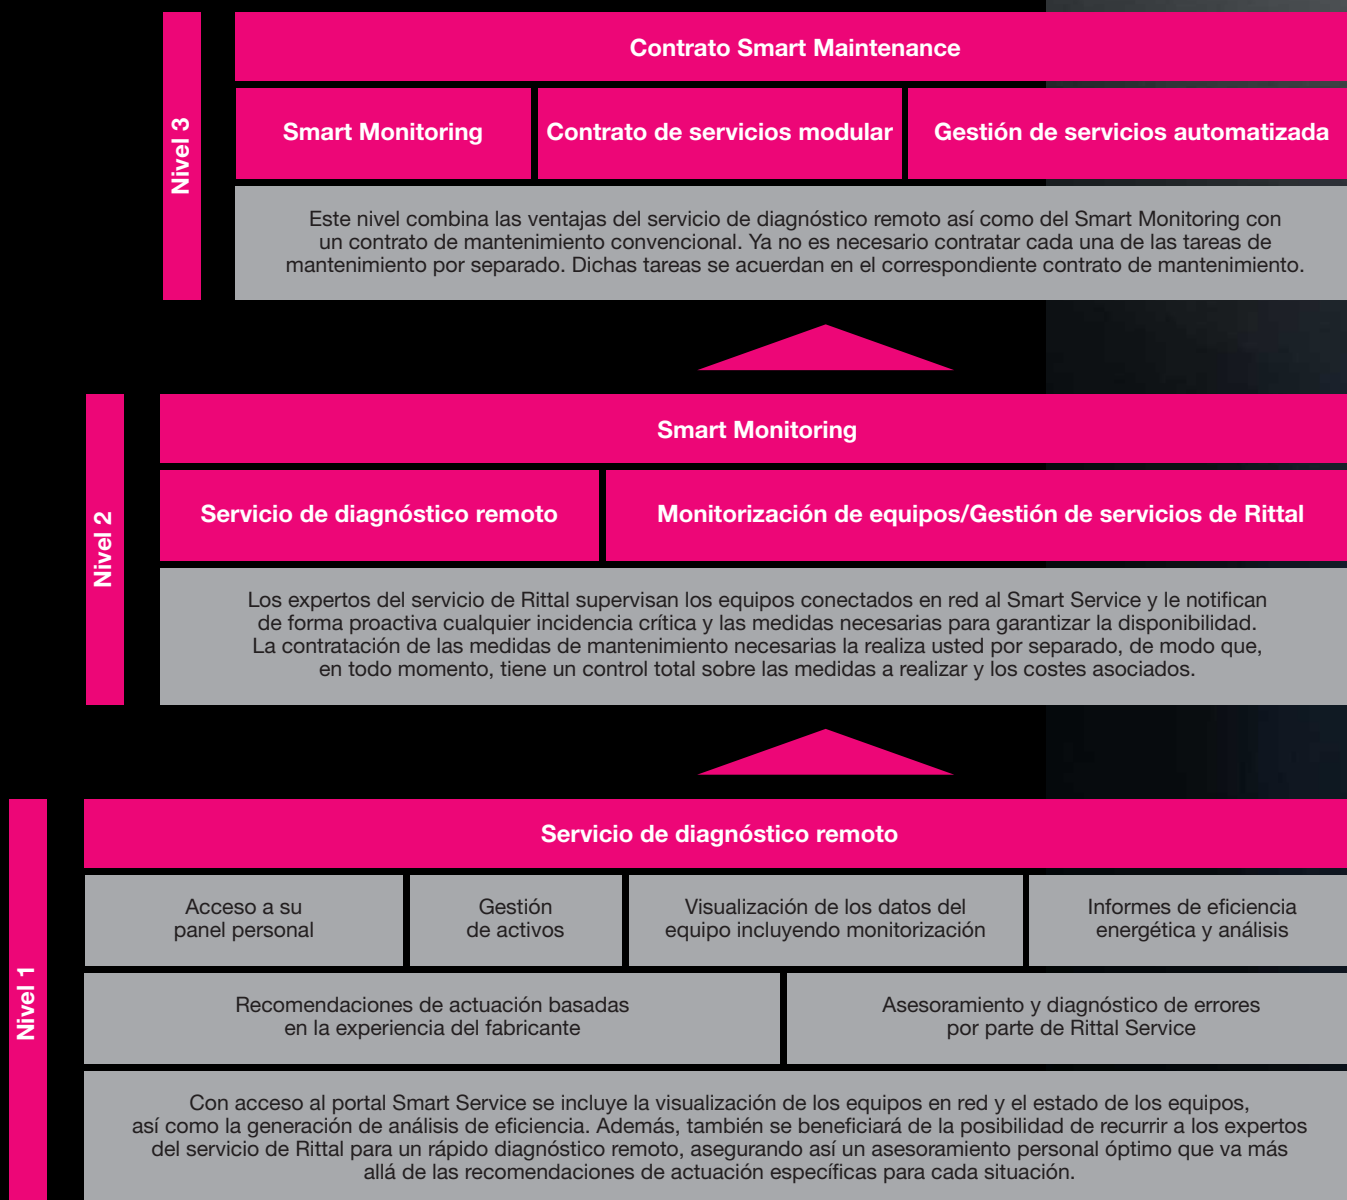 Nivel 3
Contrato Smart Maintenance
Smart Monitoring
Contrato de servicios modular
Gestión de servicios automatizada
Este nivel combina las ventajas del servicio de diagnóstico remoto así como del Smart Monitoring con
un contrato de mantenimiento convencional. Ya no es necesario contratar cada una de las tareas de
mantenimiento por separado. Dichas tareas se acuerdan en el correspondiente contrato de mantenimiento.
Nivel 2
Smart Monitoring
Servicio de diagnóstico remoto
Monitorización de equipos/Gestión de servicios de Rittal
Los expertos del servicio de Rittal supervisan los equipos conectados en red al Smart Service y le notifican
de forma proactiva cualquier incidencia crítica y las medidas necesarias para garantizar la disponibilidad.
La contratación de las medidas de mantenimiento necesarias la realiza usted por separado, de modo que,
en todo momento, tiene un control total sobre las medidas a realizar y los costes asociados.
Nivel 1
Servicio de diagnóstico remoto
Acceso a su
panel personal
Gestión
de activos
Visualización de los datos del
equipo incluyendo monitorización
Informes de eficiencia
energética y análisis
Recomendaciones de actuación basadas
en la experiencia del fabricante
Asesoramiento y diagnóstico de errores
por parte de Rittal Service
Con acceso al portal Smart Service se incluye la visualización de los equipos en red y el estado de los equipos,
así como la generación de análisis de eficiencia. Además, también se beneficiará de la posibilidad de recurrir a los expertos
del servicio de Rittal para un rápido diagnóstico remoto, asegurando así un asesoramiento personal óptimo que va más
allá de las recomendaciones de actuación específicas para cada situación.